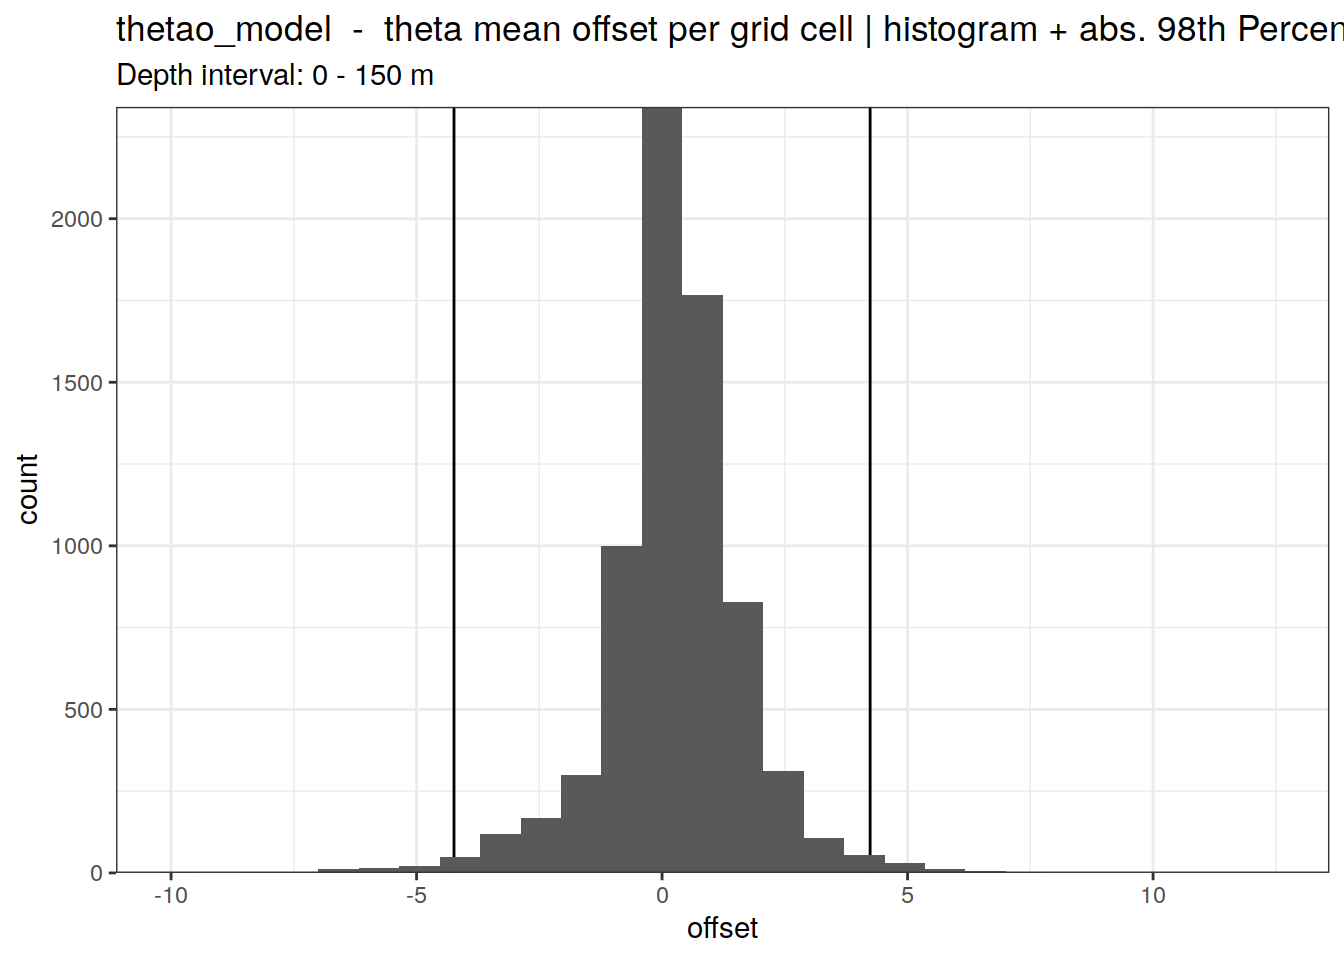 thetao_model - theta mean offset per grid cell | histogram + abs. 98th Percen
Depth interval: 0 - 150 m
count
2000
1500
1000
500
0
-10 -5 0 5 10
offset